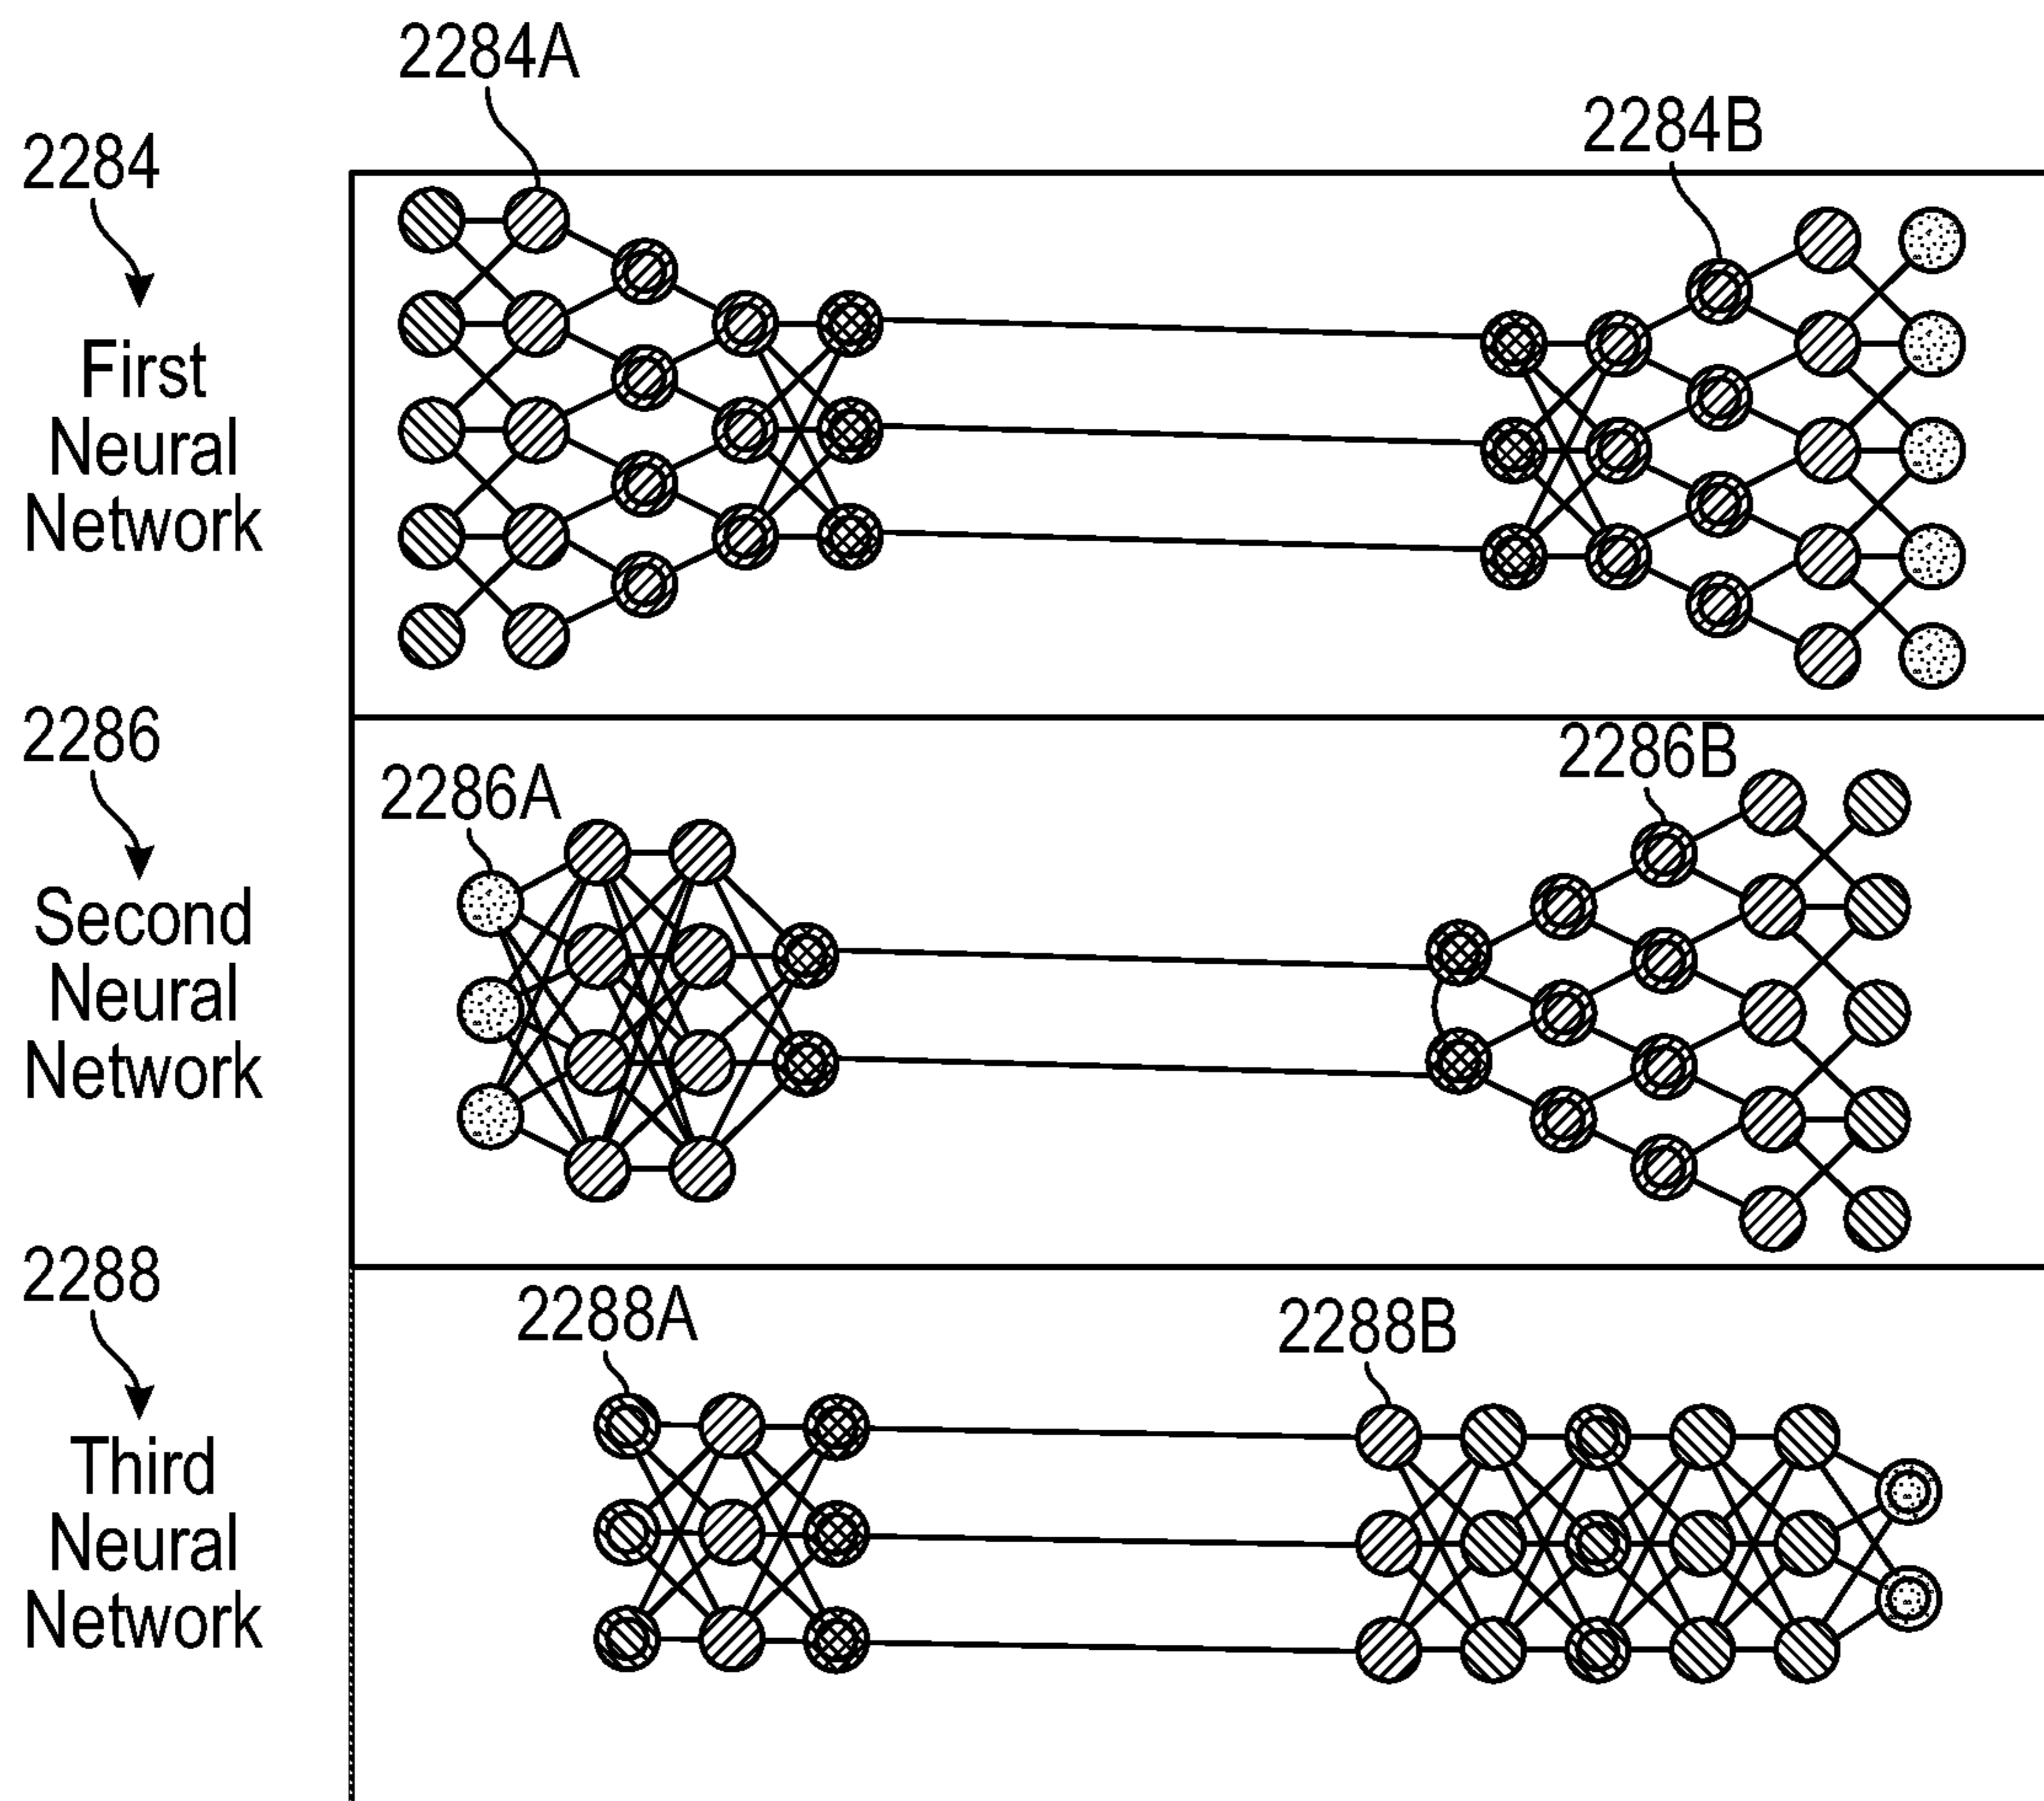 2284A
2284B
2284
First
Neural
Network
2286
2286A
2286B
Second
Neural
Network
2288
2288A
2288B
Third
Neural
Network